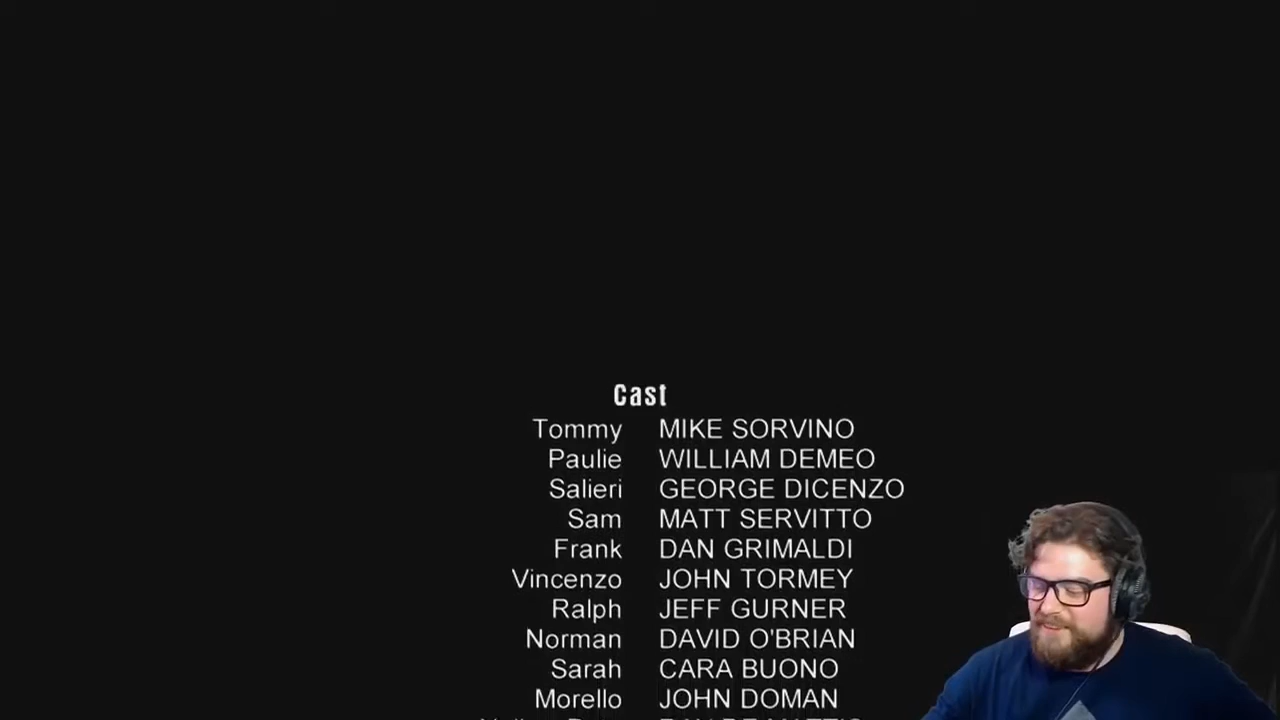 Cast
Tommy MIKE SORVINO
Paulie WILLIAM DEMEO
Salieri GEORGE DICENZO
Sam MATT SERVITTO
Frank DAN GRIMALDI
Vincenzo JOHN TORMEY
Ralph JEFF GURNER
Norman DAVID O'BRIAN
Sarah CARA BUONO
Morello JOHN DOMAN